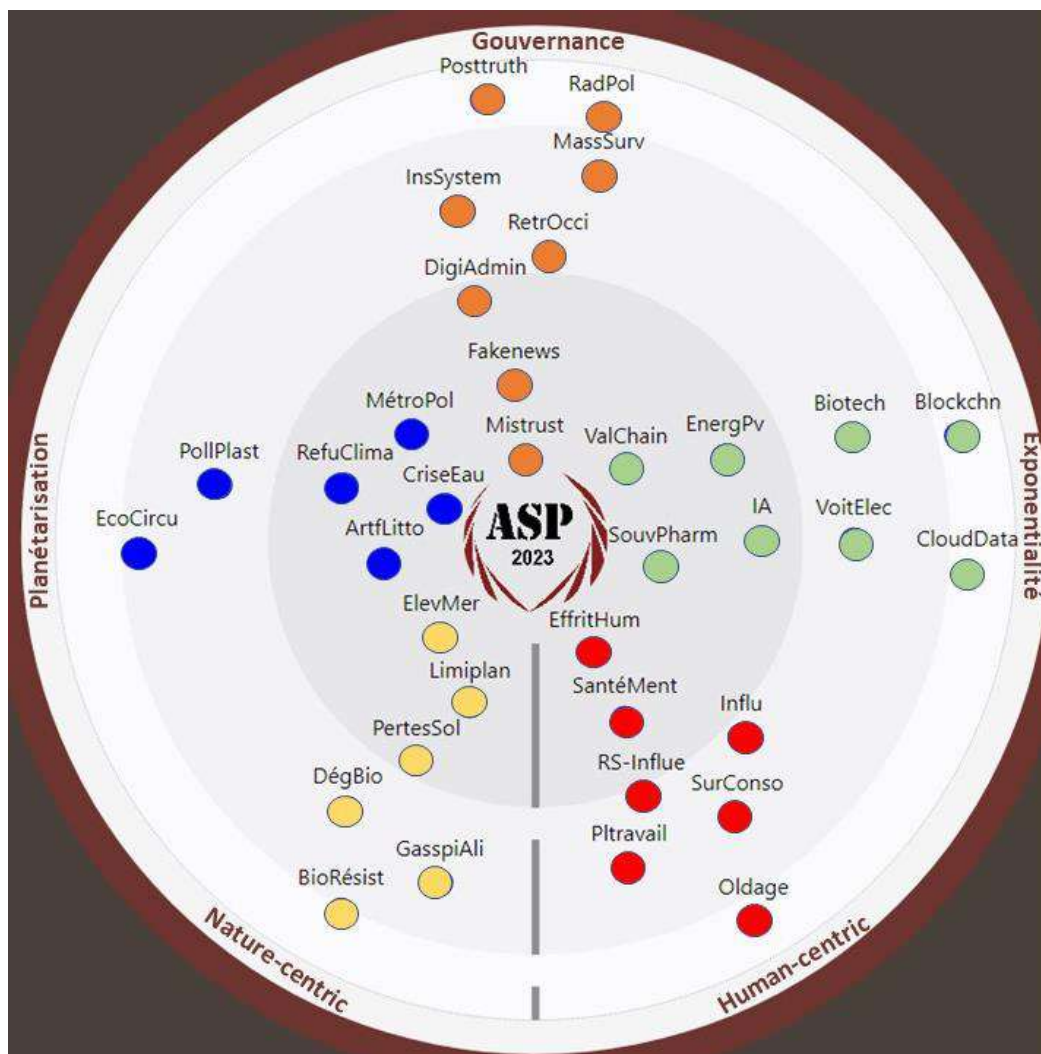 Gouvernance
Posttruth
RadPol
MassSurv
InsSystem
RetrOcci
DigiAdmin
Fakenews
MétroPol
Mistrust
ValChain
EnergPv
Biotech
Blockchn
PollPlast
RefuClima
CriseEau
EcoCircu
ArtfLitto
ASP
2023
SouvPharm
IA
VoitElec
CloudData
Planétarisation
Exponentialité
ElevMer
EffritHum
Limiplan
SantéMent
Influ
PertesSol
RS-Influe
DégBio
SurConso
GasspiAli
Pltravail
BioRésist
Oldage
Nature-centric
Human-centric